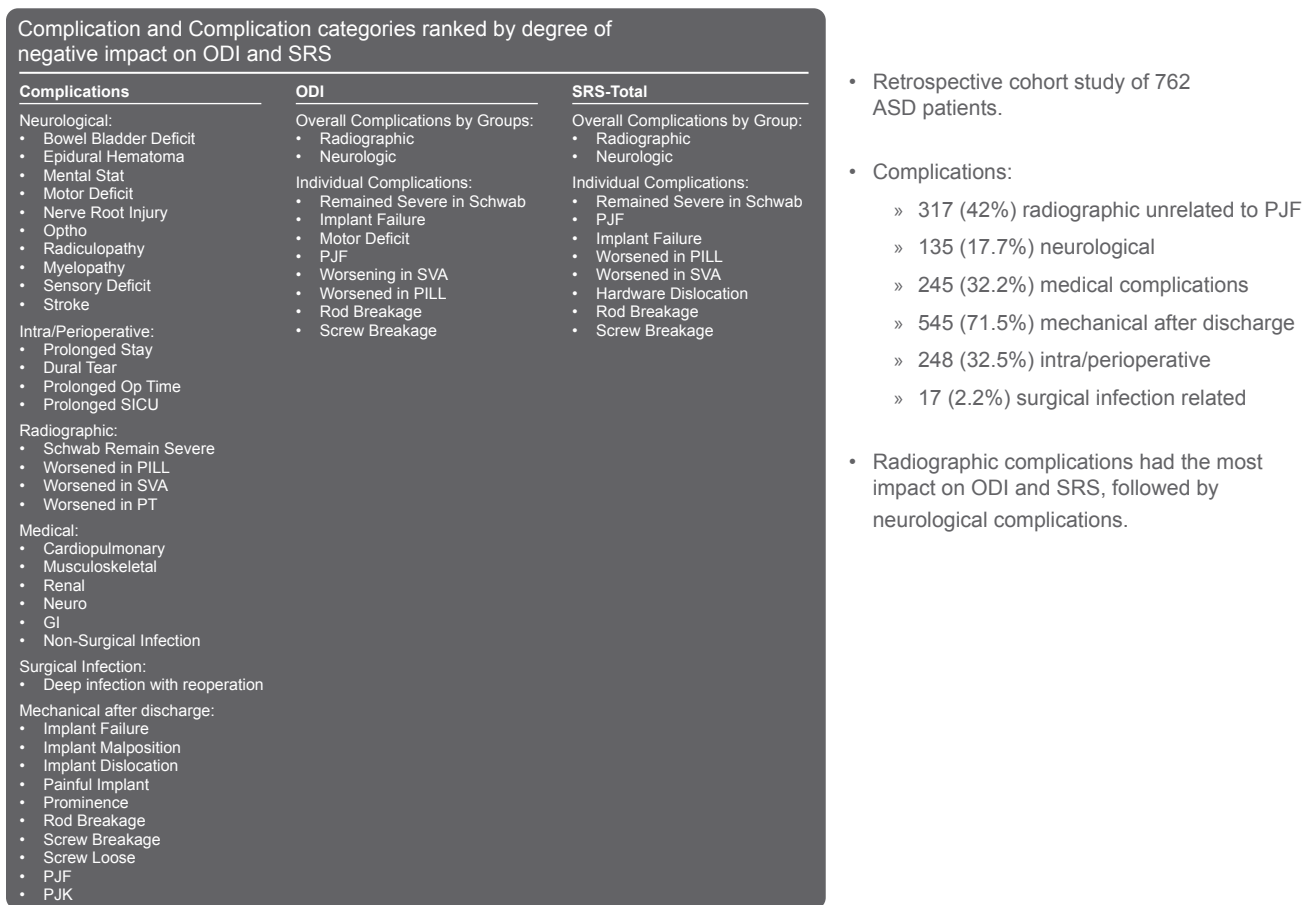 Complication and Complication categories ranked by degree of
negative impact on ODI and SRS
Complications
Neurological:
• Bowel Bladder Deficit
• Epidural Hematoma
• Mental Stat
• Motor Deficit
• Nerve Root Injury
• Optho
• Radiculopathy
• Myelopathy
• Sensory Deficit
• Stroke
Intra/Perioperative:
• Prolonged Stay
• Dural Tear
• Prolonged Op Time
• Prolonged SICU
Radiographic:
• Schwab Remain Severe
• Worsened in PILL
• Worsened in SVA
• Worsened in PT
Medical:
• Cardiopulmonary
• Musculoskeletal
• Renal
• Neuro
• GI
• Non-Surgical Infection
Surgical Infection:
• Deep infection with reoperation
Mechanical after discharge:
• Implant Failure
• Implant Malposition
• Implant Dislocation
• Painful Implant
• Prominence
• Rod Breakage
• Screw Breakage
• Screw Loose
• PJF
• PJK
ODI
Overall Complications by Groups:
• Radiographic
• Neurologic
Individual Complications:
• Remained Severe in Schwab
• Implant Failure
• Motor Deficit
• PJF
• Worsening in SVA
• Worsened in PILL
• Rod Breakage
• Screw Breakage
SRS-Total
Overall Complications by Group:
• Radiographic
• Neurologic
Individual Complications:
• Remained Severe in Schwab
• PJF
• Implant Failure
• Worsened in PILL
• Worsened in SVA
• Hardware Dislocation
• Rod Breakage
• Screw Breakage
• Retrospective cohort study of 762
ASD patients.
• Complications:
» 317 (42%) radiographic unrelated to PJF
» 135 (17.7%) neurological
» 245 (32.2%) medical complications
» 545 (71.5%) mechanical after discharge
» 248 (32.5%) intra/perioperative
» 17 (2.2%) surgical infection related
• Radiographic complications had the most
impact on ODI and SRS, followed by
neurological complications.